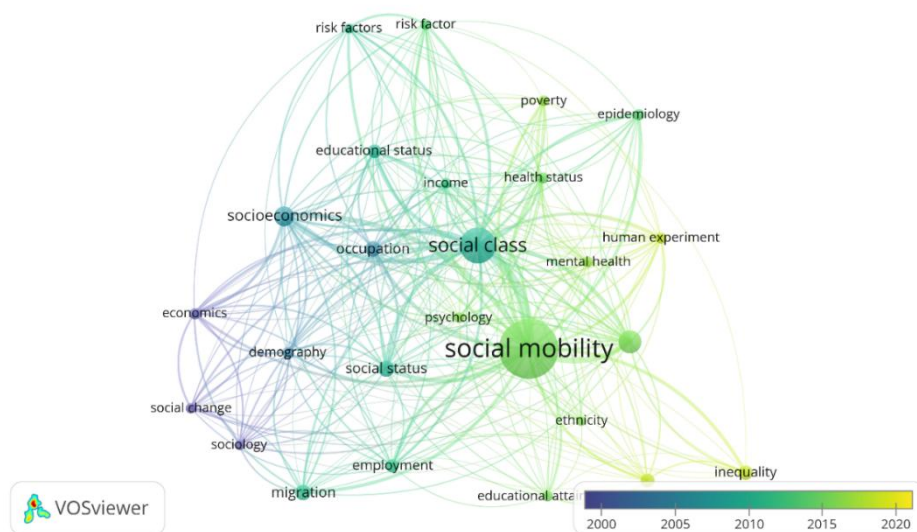 risk factors
risk factor
poverty
epidemiology
educational status
income
health status
socioeconomics
occupation
social class
human experiment
mental health
economics
psychology
demography
social mobility
social status
social change
ethnicity
sociology
employment
inequality
migration
educational attain
VOSviewer
2000 2005 2010 2015 2020